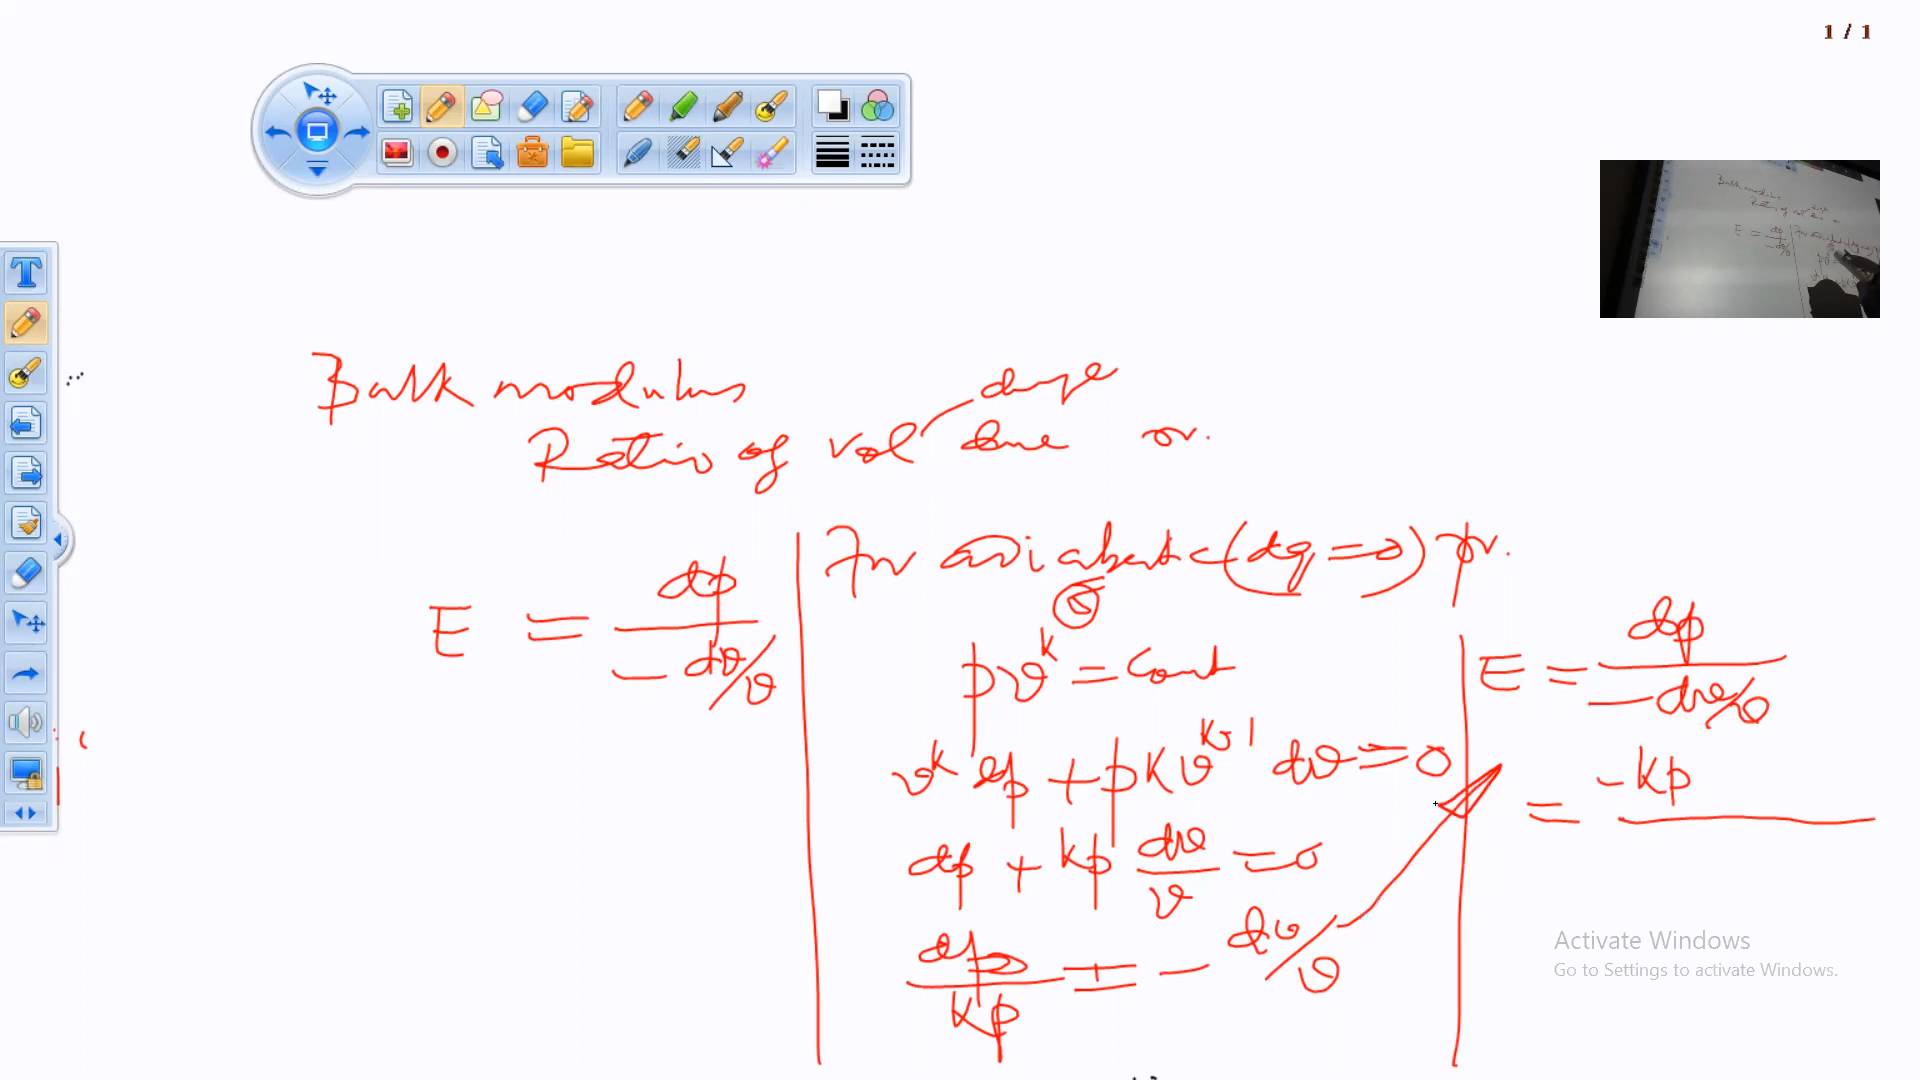 1 / 1
Bulk modulus
change
Ratio of vol due or.
E = dp / -dv/v
For adiabatic (dq = 0) pr.
pv^k = Const
v^k dp + p k v^k-1 dv = 0
dp + kp dv/v = 0
dp / kp = - dv/v
E = dp / -dv/v
= -kp
T
Activate Windows
Go to Settings to activate Windows.